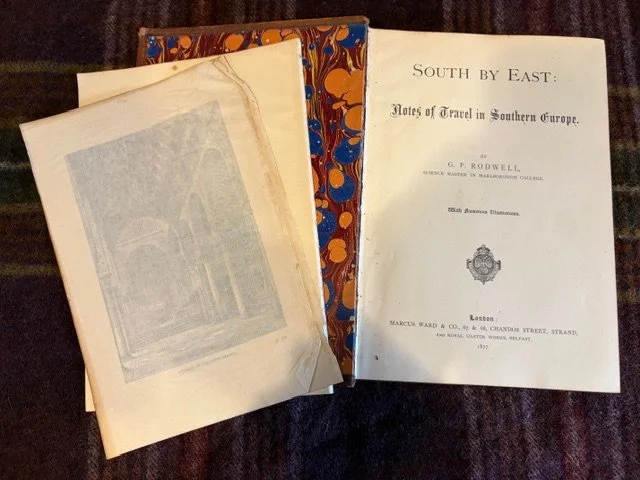 SOUTH BY EAST:
Notes of Travel in Southern Europe.
BY
G. F. RODWELL,
SCIENCE MASTER IN MARLBOROUGH COLLEGE.
With Numerous Illustrations.
London:
MARCUS WARD & CO., 67 & 68, CHANDOS STREET, STRAND,
AND ROYAL ULSTER WORKS, BELFAST.
1877.